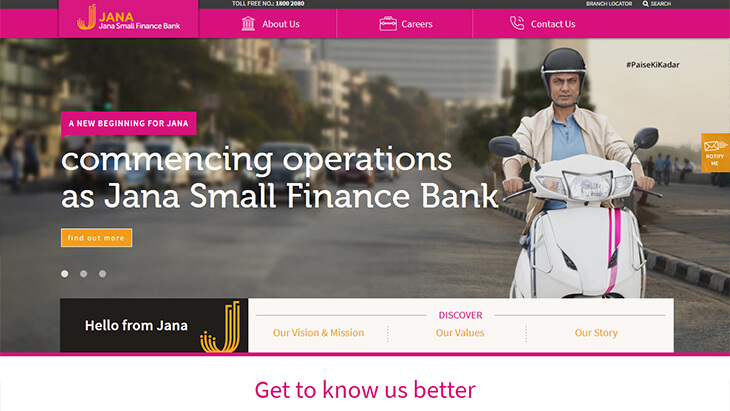 TOLL FREE NO.: 1800 2080
BRANCH LOCATOR
SEARCH
JANA
Jana Small Finance Bank
About Us
Careers
Contact Us
#PaiseKiKadar
A NEW BEGINNING FOR JANA
commencing operations
as Jana Small Finance Bank
find out more
NOTIFY
ME
Hello from Jana
DISCOVER
Our Vision & Mission
Our Values
Our Story
Get to know us better